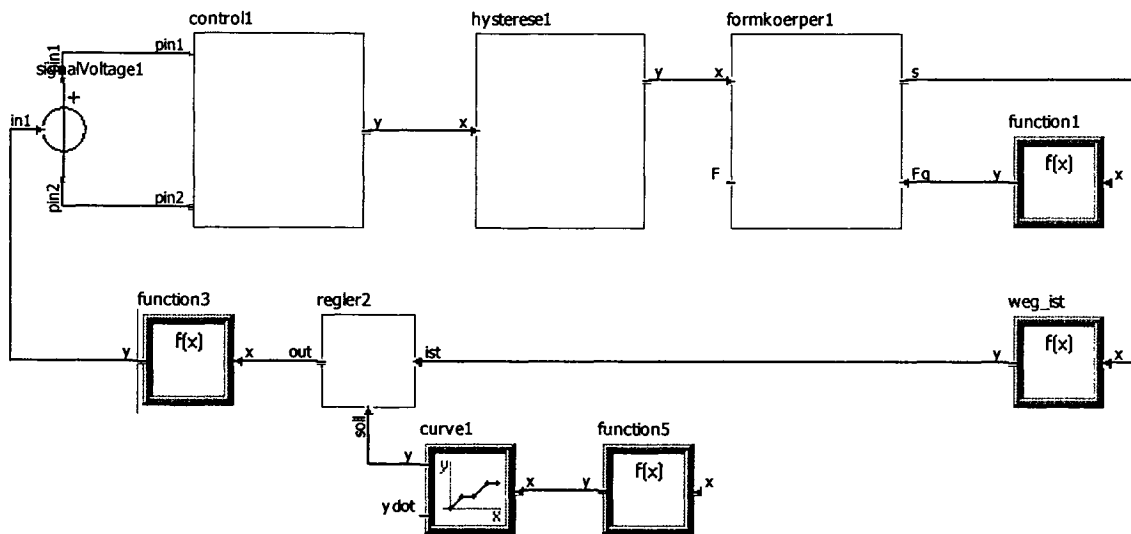 control1
hysterese1
formkoerper1
pin1
pin1
signalVoltage1
+
in1
y
x
y
x
s
function1
f(x)
F
Fg
y
x
pin2
pin2
function3
regler2
weg_ist
f(x)
f(x)
y
x
out
ist
y
x
soll
curve1
function5
y
y
f(x)
x
y
x
y dot
x